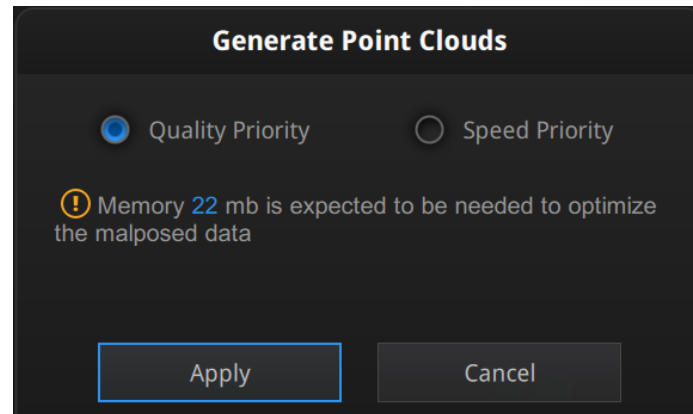 Generate Point Clouds
Quality Priority Speed Priority
Memory 22 mb is expected to be needed to optimize
the malposed data
Apply Cancel